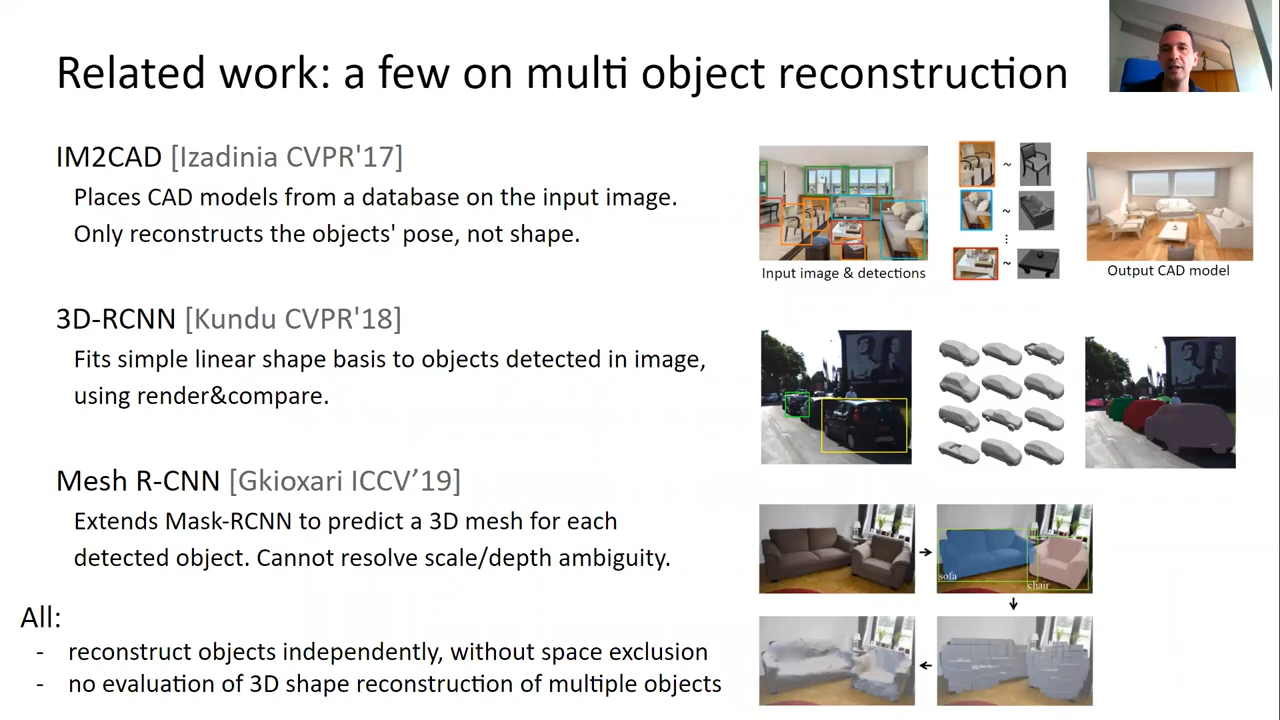 Related work: a few on multi object reconstruction
IM2CAD [Izadinia CVPR'17]
Places CAD models from a database on the input image.
Only reconstructs the objects' pose, not shape.
~
~
⋮
~
Input image & detections
Output CAD model
3D-RCNN [Kundu CVPR'18]
Fits simple linear shape basis to objects detected in image,
using render&compare.
Mesh R-CNN [Gkioxari ICCV’19]
Extends Mask-RCNN to predict a 3D mesh for each
detected object. Cannot resolve scale/depth ambiguity.
sofa
chair
All:
- reconstruct objects independently, without space exclusion
- no evaluation of 3D shape reconstruction of multiple objects